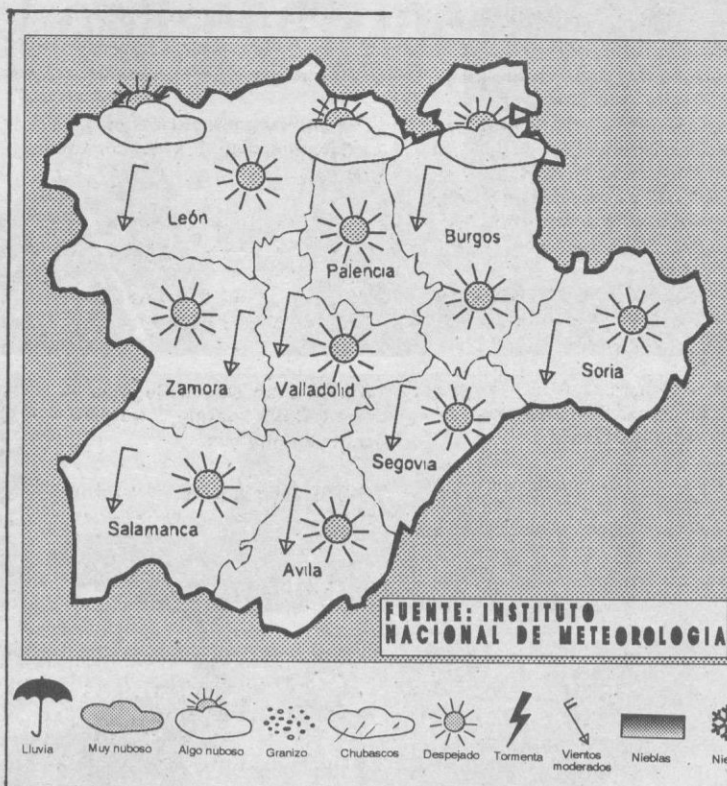 León
Burgos
Palencia
Soria
Zamora
Valladolid
Segovia
Salamanca
Avila
FUENTE: INSTITUTO
NACIONAL DE METEOROLOGIA
Lluvia
Muy nuboso
Algo nuboso
Granizo
Chubascos
Despejado
Tormenta
Vientos
moderados
Nieblas